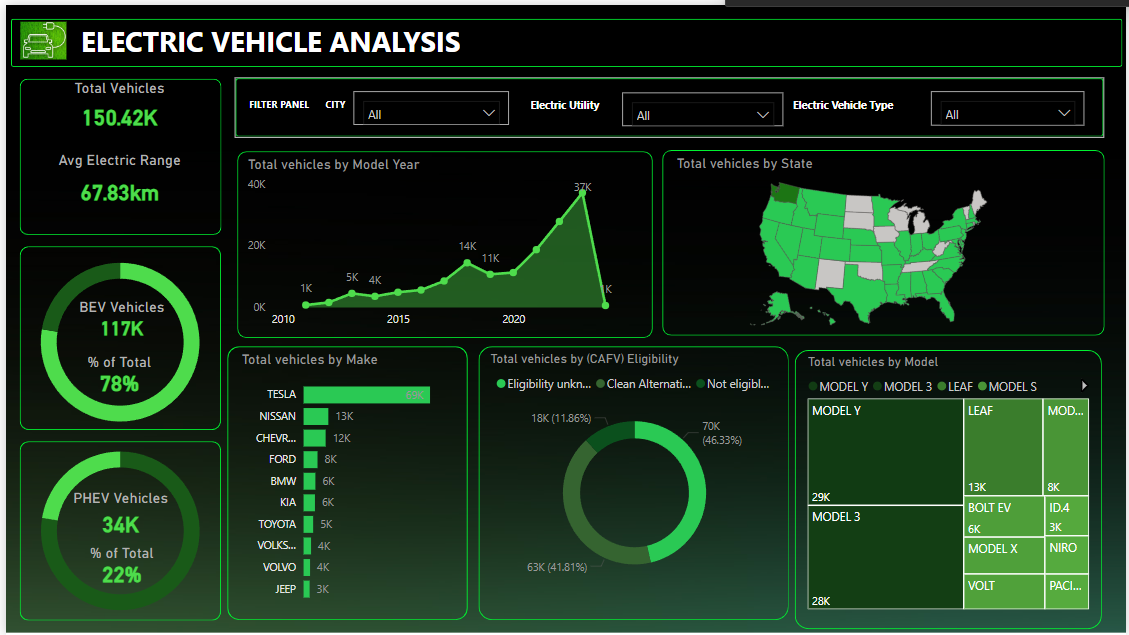 ELECTRIC VEHICLE ANALYSIS
Total Vehicles
150.42K
Avg Electric Range
67.83km
FILTER PANEL
CITY
All
Electric Utility
All
Electric Vehicle Type
All
BEV Vehicles
117K
% of Total
78%
PHEV Vehicles
34K
% of Total
22%
Total vehicles by Model Year
40K
20K
0K
1K
5K
4K
14K
11K
37K
1K
2010
2015
2020
Total vehicles by State
Total vehicles by Make
TESLA
69K
NISSAN
13K
CHEVR...
12K
FORD
8K
BMW
6K
KIA
6K
TOYOTA
5K
VOLKS...
4K
VOLVO
4K
JEEP
3K
Total vehicles by (CAFV) Eligibility
Eligibility unkn...
Clean Alternati...
Not eligibl...
18K (11.86%)
70K
(46.33%)
63K (41.81%)
Total vehicles by Model
MODEL Y
MODEL 3
LEAF
MODEL S
MODEL Y
29K
MODEL 3
28K
LEAF
13K
MOD...
8K
BOLT EV
6K
ID.4
3K
MODEL X
NIRO
VOLT
PACI...